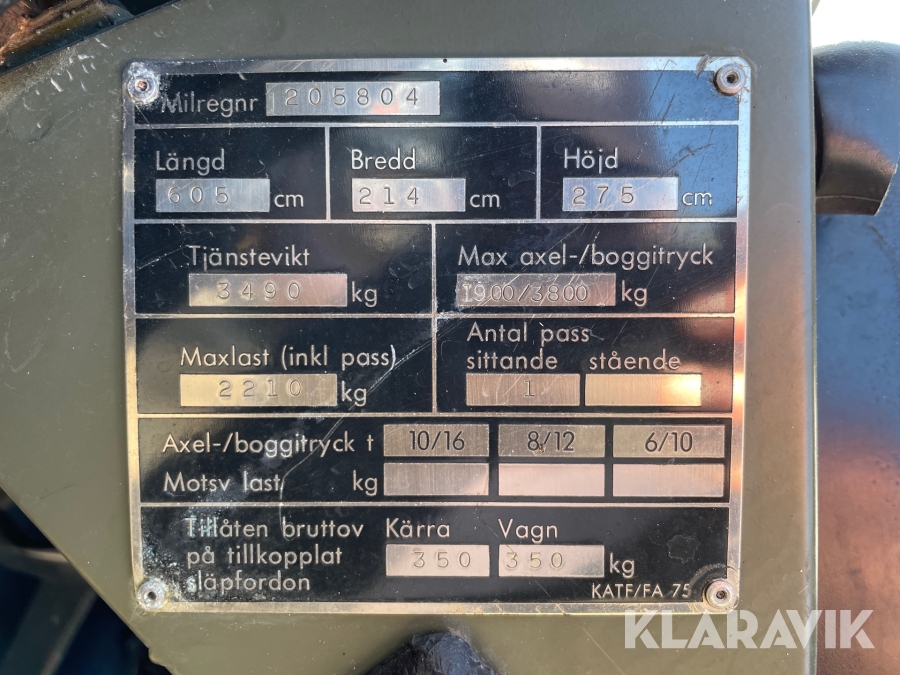 Milregnr 205804
Längd Bredd Höjd
605 cm 214 cm 275 cm
Tjänstevikt Max axel-/boggitryck
3490 kg 1900/3800 kg
Antal pass
Maxlast (inkl pass) sittande stående
2210 kg 1
Axel-/boggitryck t 10/16 8/12 6/10
Motsv last kg
Tillåten bruttov Kärra Vagn
på tillkopplat 350 350 kg
släpfordon
KATF/FA 75
KLARAVIK